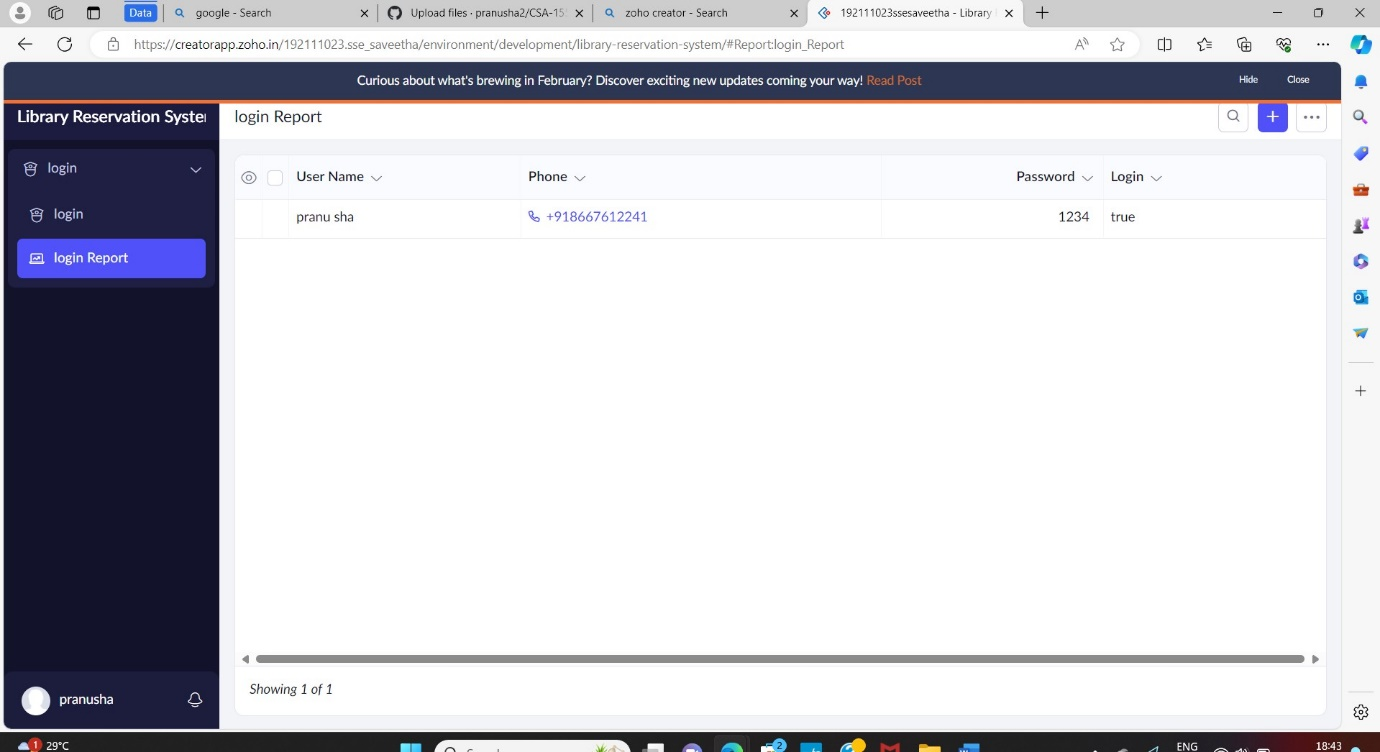 Data
google - Search
Upload files · pranusha2/CSA-15
zoho creator - Search
192111023ssesaveetha - Library
https://creatorapp.zoho.in/192111023.sse_saveetha/environment/development/library-reservation-system/#Report:login_Report
Curious about what's brewing in February? Discover exciting new updates coming your way! Read Post
Hide
Close
Library Reservation Syste
login Report
login
login
login Report
User Name
Phone
Password
Login
pranu sha
+918667612241
1234
true
Showing 1 of 1
pranusha
1
29°C
2
ENG
18:43